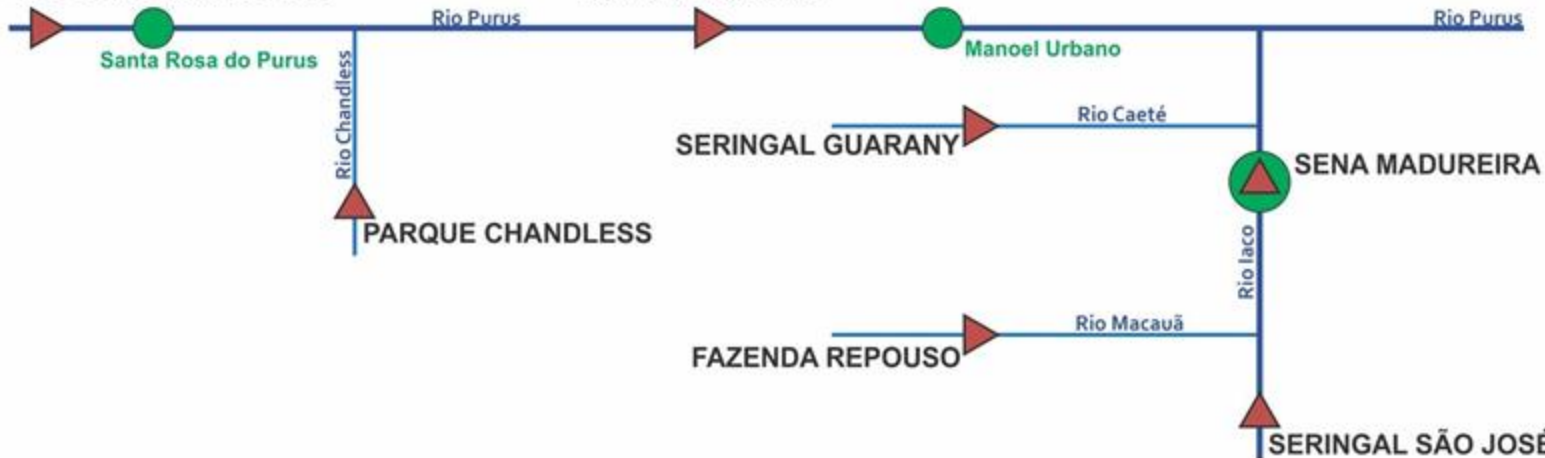 Rio Purus
Rio Purus
Santa Rosa do Purus
Manoel Urbano
Rio Chandless
Rio Caeté
SERINGAL GUARANY
SENA MADUREIRA
PARQUE CHANDLESS
Rio Iaco
Rio Macauã
FAZENDA REPOUSO
SERINGAL SÃO JOSÉ